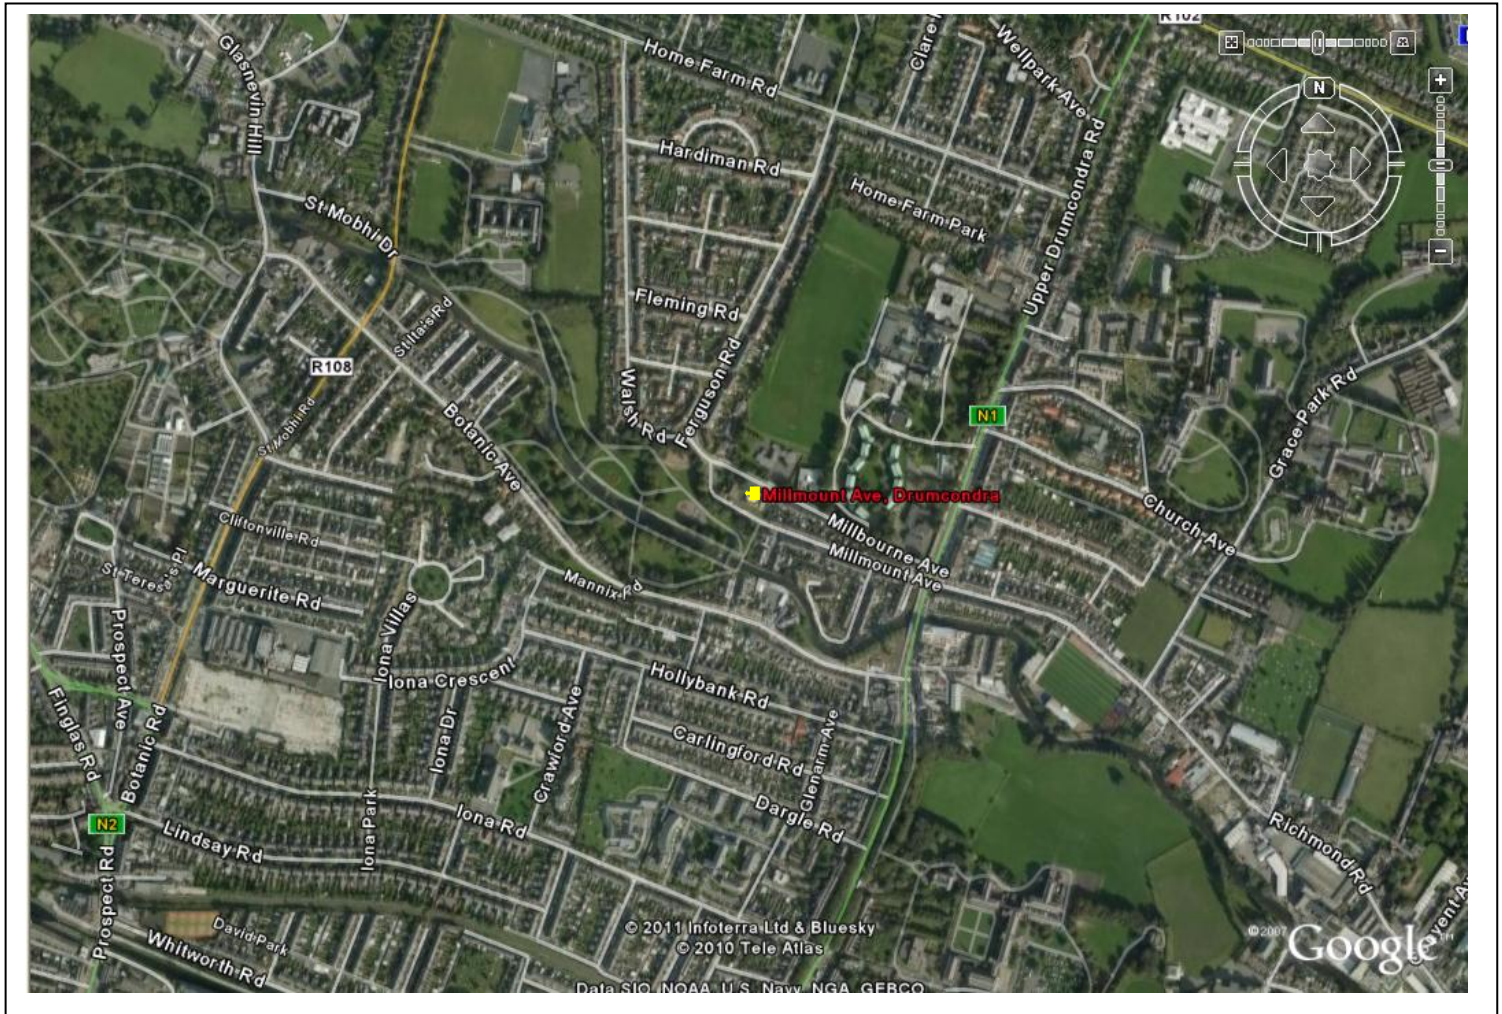 R102
Glasnevin Hill
Home Farm Rd
Clare
Wellpark Ave
N
Hardiman Rd
St Mobhi Dr
Home Farm Park
Upper Drumcondra Rd
Fleming Rd
St Ita's Rd
R108
Walsh Rd
Ferguson Rd
N1
Grace Park Rd
St Mobhi Rd
Botanic Ave
Millmount Ave, Drumcondra
Church Ave
Cliftonville Rd
Millbourne Ave
Millmount Ave
St Teresa's Pl
Marguerite Rd
Mannix Rd
Iona Villas
Prospect Ave
Iona Crescent
Hollybank Rd
Finglas Rd
Botanic Rd
Iona Dr
Crawford Ave
Carlingford Rd
Glenarm Ave
Dargle Rd
N2
Iona Park
Iona Rd
Lindsay Rd
Richmond Rd
Prospect Rd
David Park
Whitworth Rd
© 2011 Infoterra Ltd & Bluesky
© 2010 Tele Atlas
©2007 Google™
Data SIO, NOAA, U.S. Navy, NGA, GEBCO